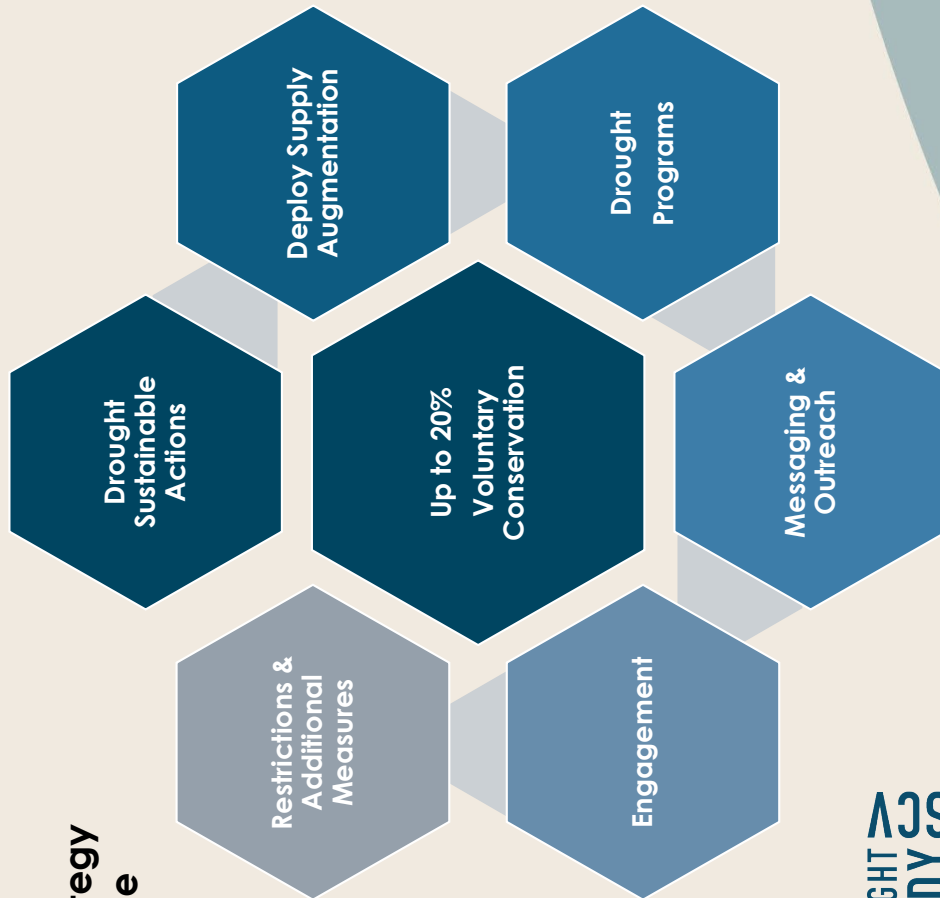 Drought
Sustainable
Actions
Restrictions &
Additional
Measures
Deploy Supply
Augmentation
Up to 20%
Voluntary
Conservation
Engagement
Drought
Programs
Messaging &
Outreach